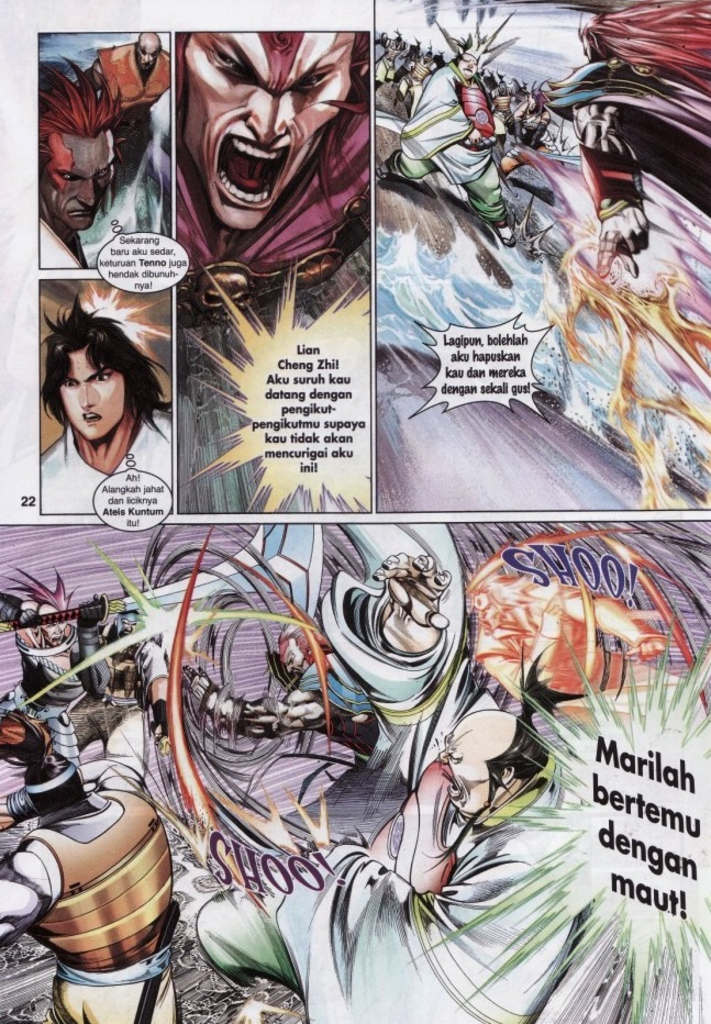 Sekarang
baru aku sedar,
keturuan Tenno juga
hendak dibunuh-
nya!
Ah!
Alangkah jahat
dan liciknya
Ateis Kuntum
itu!
Lian
Cheng Zhi!
Aku suruh kau
datang dengan
pengikut-
pengikutmu supaya
kau tidak akan
mencurigai aku
ini!
Lagipun, bolehlah
aku hapuskan
kau dan mereka
dengan sekali gus!
22
SHOO!
Marilah
bertemu
dengan
maut!
SHOO!